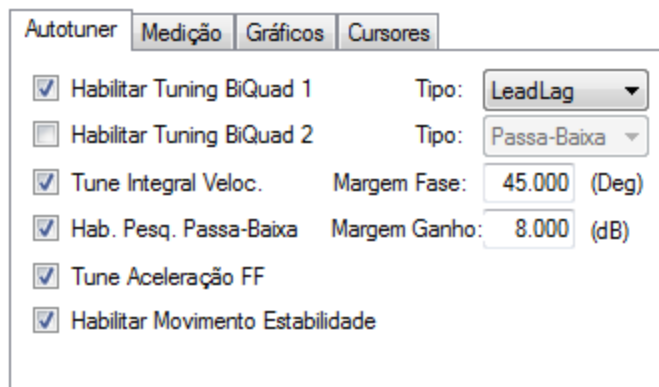 Autotuner Medição Gráficos Cursores
Habilitar Tuning BiQuad 1 Tipo: LeadLag
Habilitar Tuning BiQuad 2 Tipo: Passa-Baixa
Tune Integral Veloc. Margem Fase: 45.000 (Deg)
Hab. Pesq. Passa-Baixa Margem Ganho: 8.000 (dB)
Tune Aceleração FF
Habilitar Movimento Estabilidade